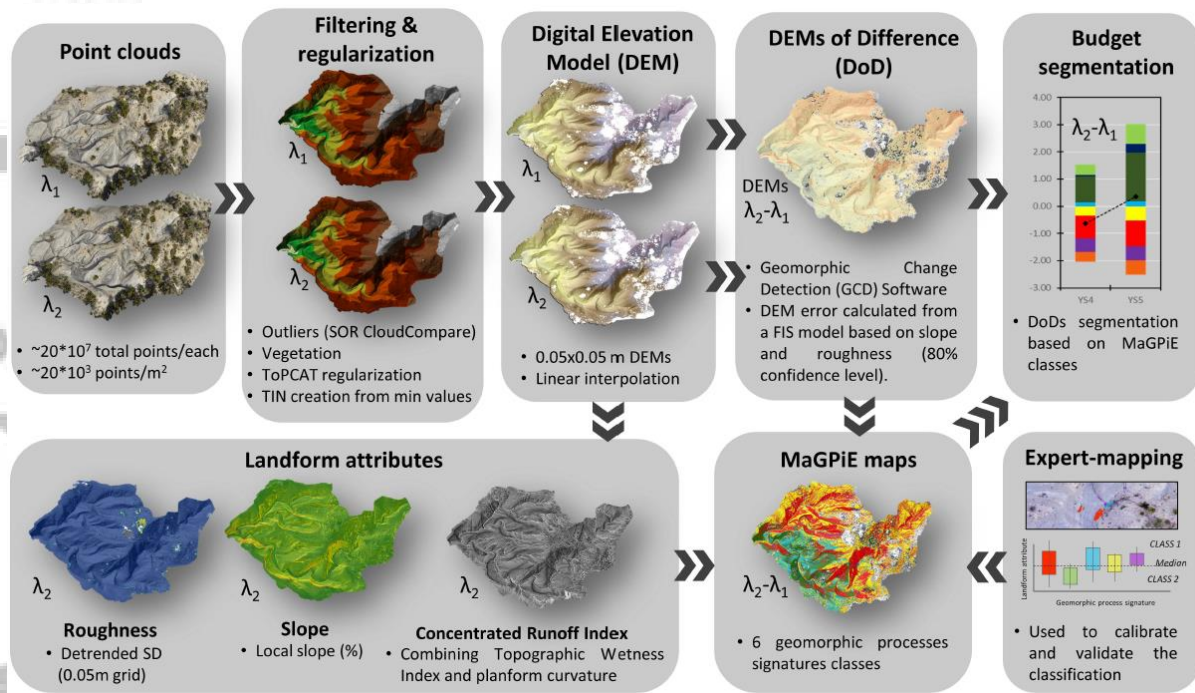 Point clouds
λ1
λ2
• ~20*10⁷ total points/each
• ~20*10³ points/m²
Filtering &
regularization
λ1
λ2
• Outliers (SOR CloudCompare)
• Vegetation
• ToPCAT regularization
• TIN creation from min values
Digital Elevation
Model (DEM)
λ1
λ2
• 0.05x0.05 m DEMs
• Linear interpolation
DEMs of Difference
(DoD)
DEMs
λ2-λ1
• Geomorphic Change
Detection (GCD) Software
• DEM error calculated from
a FIS model based on slope
and roughness (80%
confidence level).
Budget
segmentation
4.00
3.00
2.00
1.00
0.00
-1.00
-2.00
-3.00
λ2-λ1
YS4 YS5
• DoDs segmentation
based on MaGPiE
classes
Landform attributes
λ2
Roughness
• Detrended SD
(0.05m grid)
λ2
Slope
• Local slope (%)
λ2
Concentrated Runoff Index
• Combining Topographic Wetness
Index and planform curvature
MaGPiE maps
λ2-λ1
• 6 geomorphic processes
signatures classes
Expert-mapping
Landform attribute
CLASS 1
Median
CLASS 2
Geomorphic process signature
• Used to calibrate
and validate the
classification